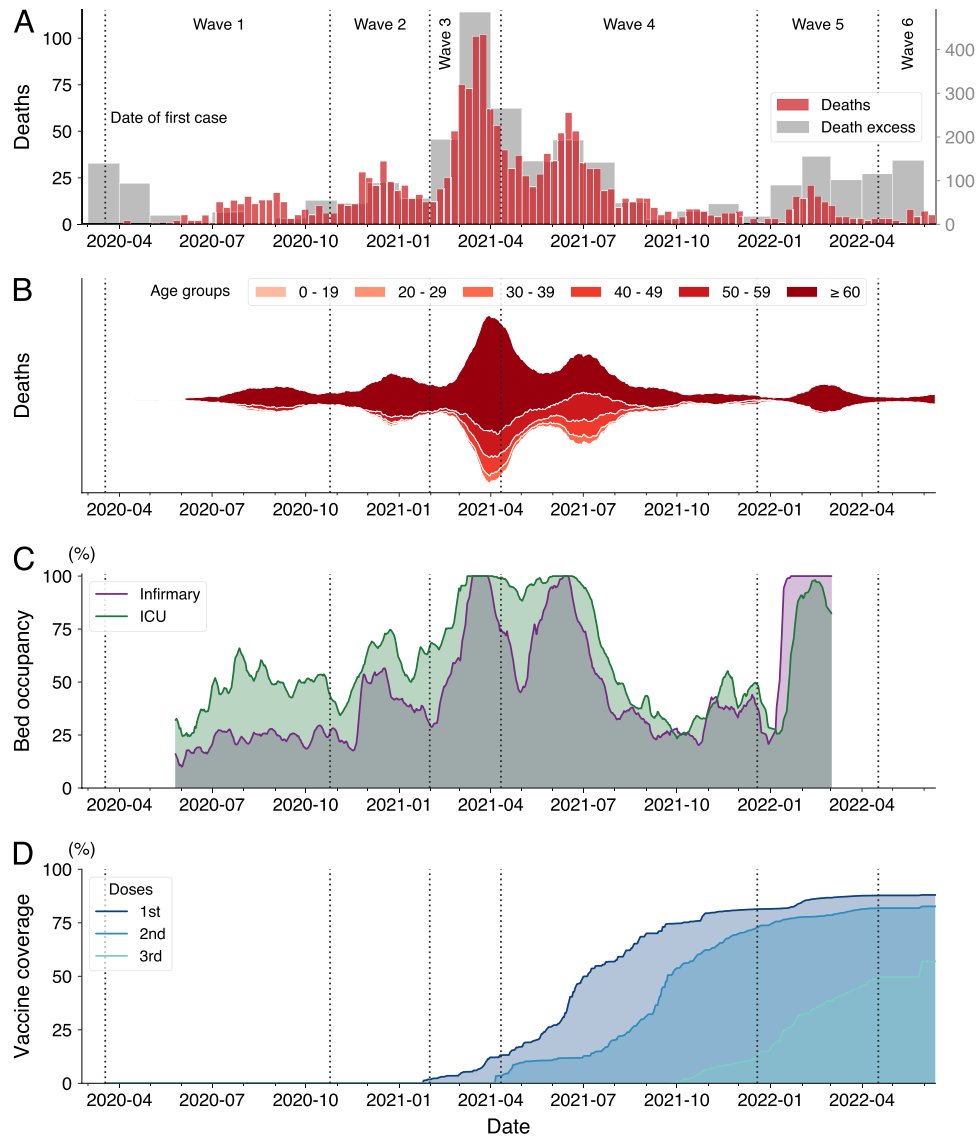 A
Wave 1
Wave 2
Wave 3
Wave 4
Wave 5
Wave 6
Deaths
100
75
50
25
0
400
300
200
100
0
Date of first case
Deaths
Death excess
2020-04
2020-07
2020-10
2021-01
2021-04
2021-07
2021-10
2022-01
2022-04
B
Age groups
0 - 19
20 - 29
30 - 39
40 - 49
50 - 59
≥ 60
Deaths
2020-04
2020-07
2020-10
2021-01
2021-04
2021-07
2021-10
2022-01
2022-04
C
(%)
Bed occupancy
100
75
50
25
0
Infirmary
ICU
2020-04
2020-07
2020-10
2021-01
2021-04
2021-07
2021-10
2022-01
2022-04
D
(%)
Vaccine coverage
100
75
50
25
0
Doses
1st
2nd
3rd
2020-04
2020-07
2020-10
2021-01
2021-04
2021-07
2021-10
2022-01
2022-04
Date